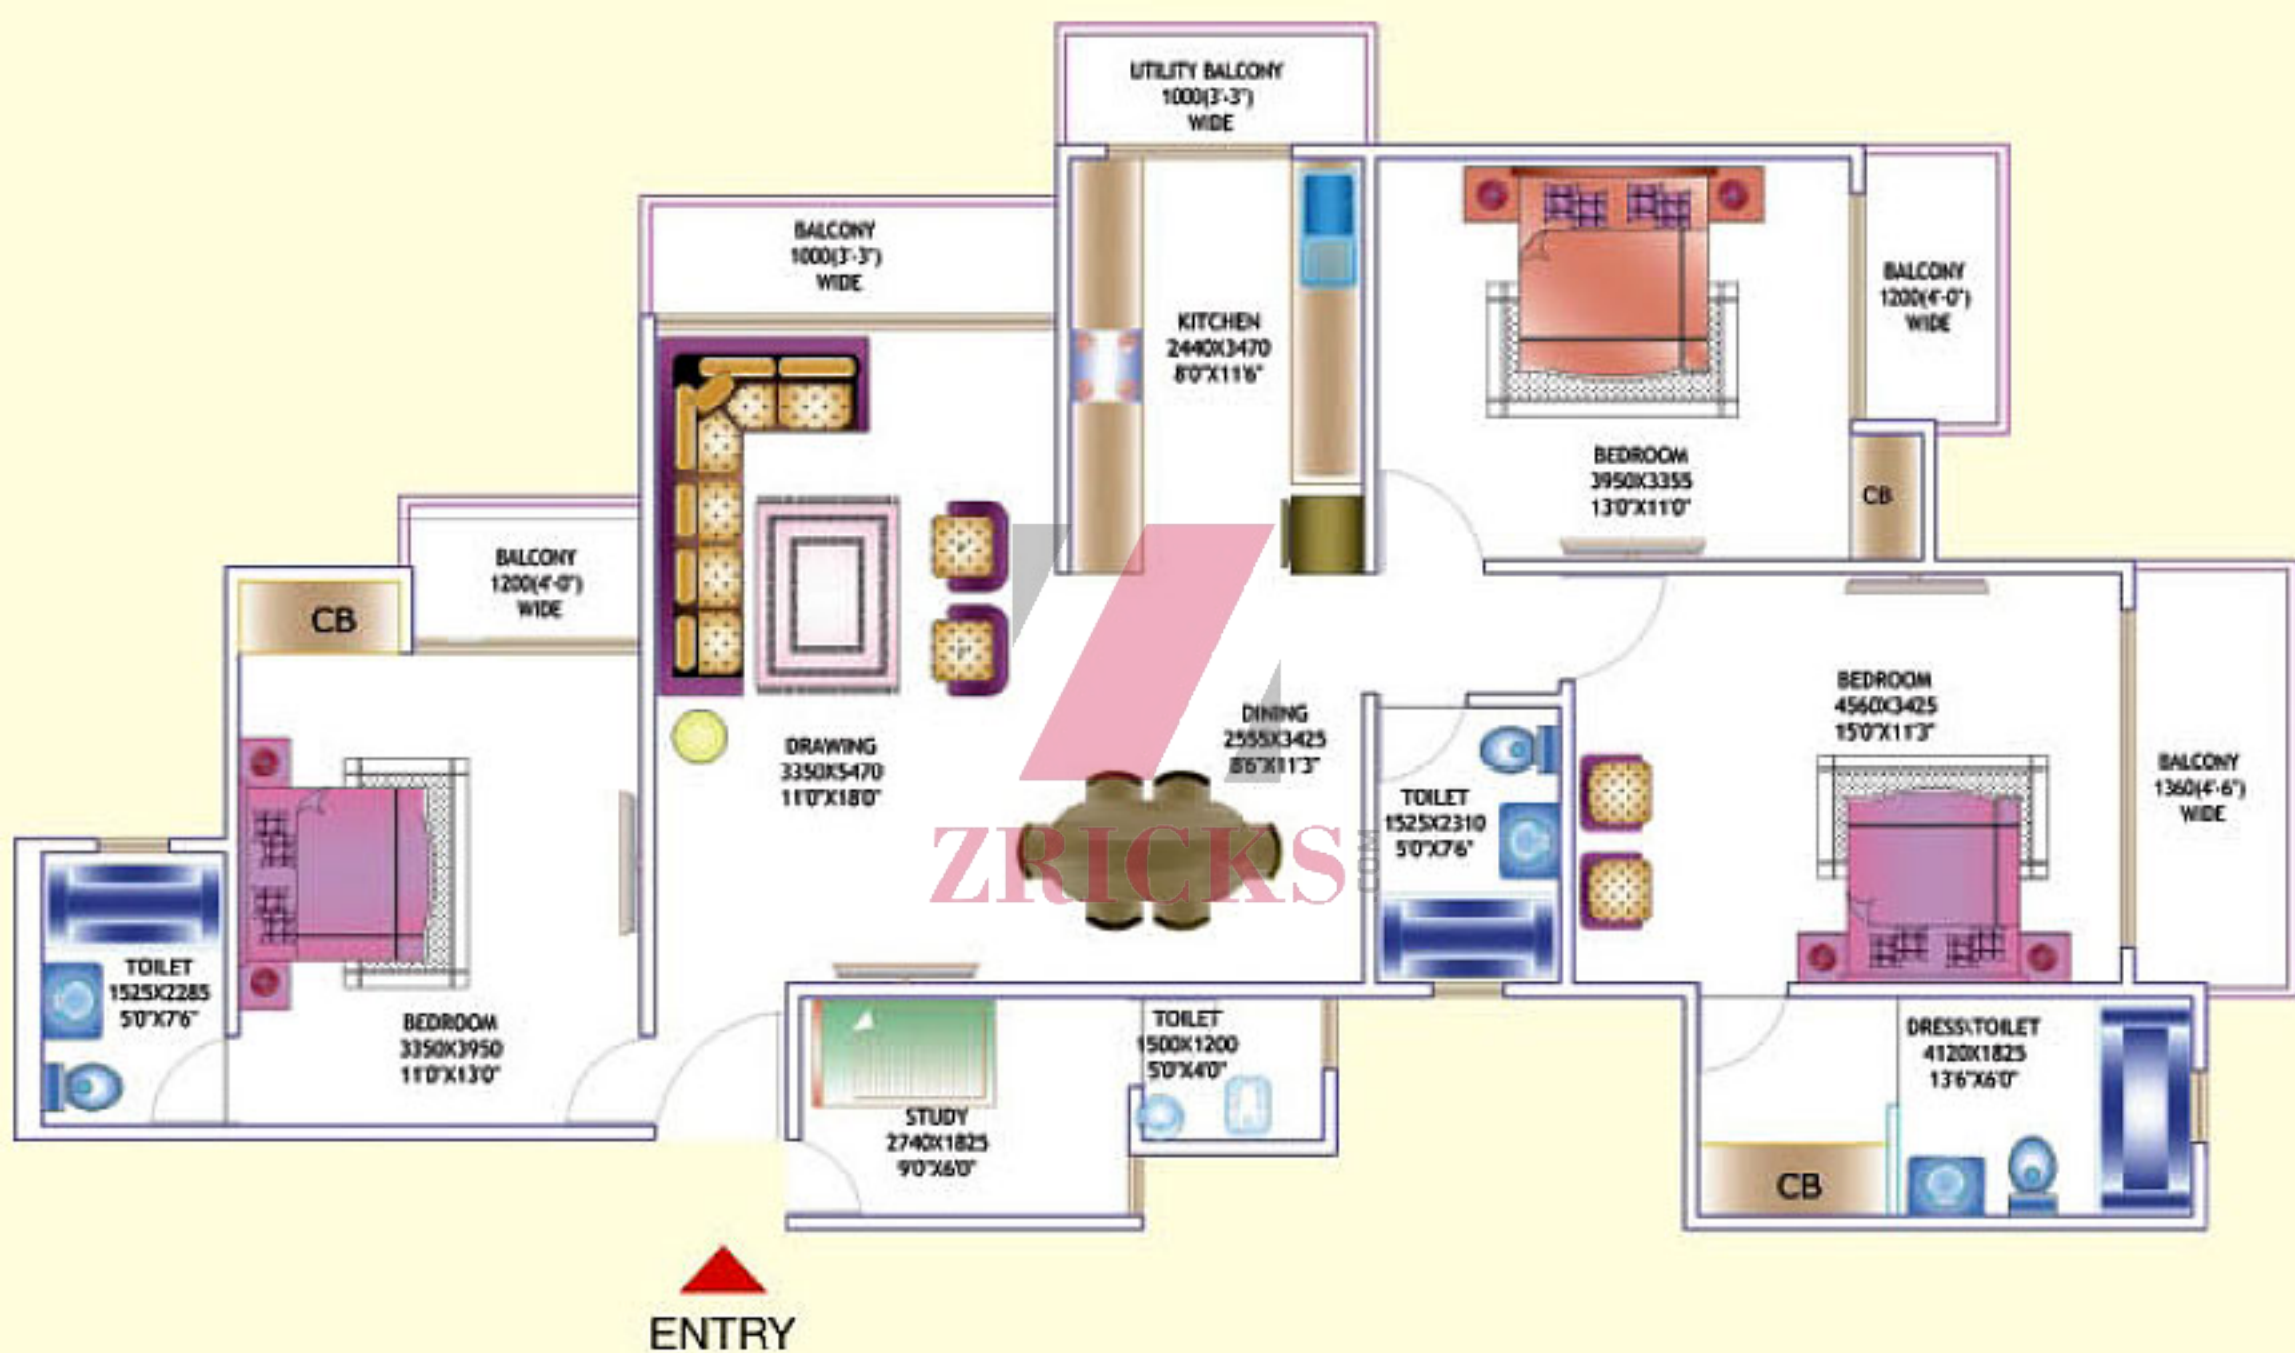 UTILITY BALCONY
1000(3'-3")
WIDE
BALCONY
1000(3'-3")
WIDE
BALCONY
1200(4'-0")
WIDE
KITCHEN
2440X3470
8'0"X11'6"
BEDROOM
3950X3355
13'0"X11'0"
CB
BALCONY
1200(4'-0")
WIDE
CB
BEDROOM
4560X3425
15'0"X11'3"
DINING
2555X3425
8'6"X11'3"
DRAWING
3350X5470
11'0"X18'0"
TOILET
1525X2310
5'0"X7'6"
BALCONY
1360(4'-6")
WIDE
ZRICKS
.COM
TOILET
1525X2285
5'0"X7'6"
BEDROOM
3350X3950
11'0"X13'0"
TOILET
1500X1200
5'0"X4'0"
DRESS\TOILET
4120X1825
13'6"X6'0"
STUDY
2740X1825
9'0"X6'0"
CB
ENTRY